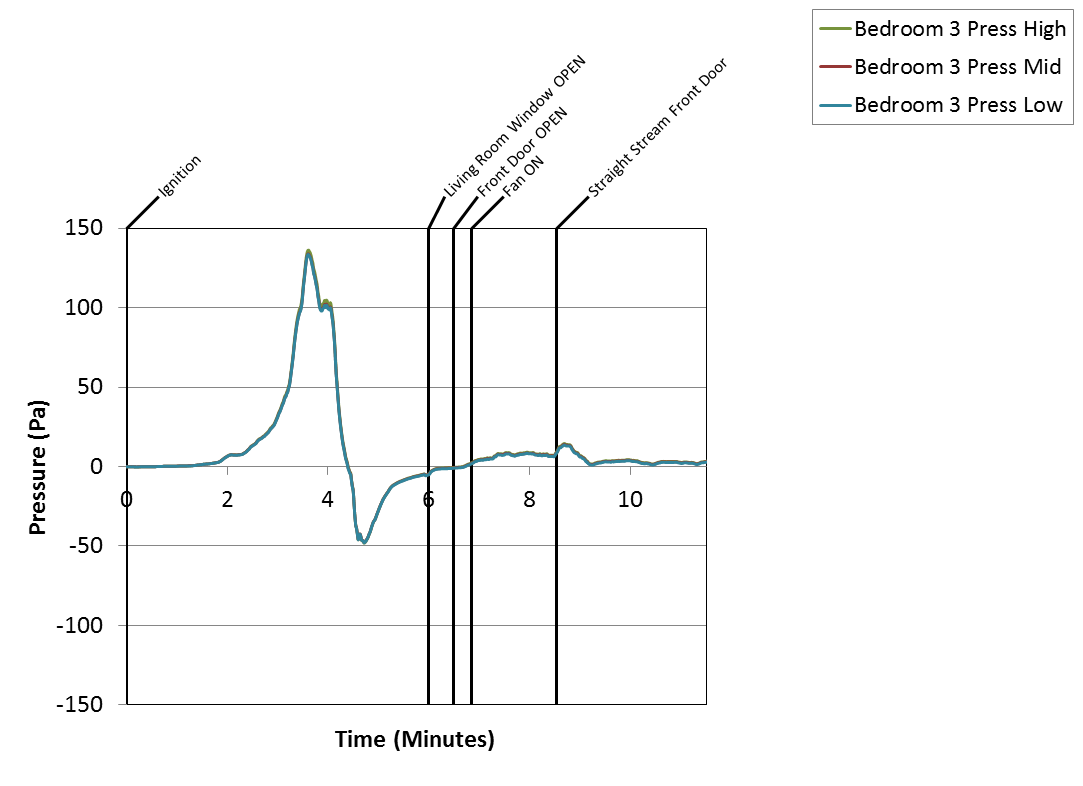 Bedroom 3 Press High
Bedroom 3 Press Mid
Bedroom 3 Press Low
Ignition
Living Room Window OPEN
Front Door OPEN
Fan ON
Straight Stream Front Door
150
100
50
0
-50
-100
-150
0
2
4
6
8
10
Pressure (Pa)
Time (Minutes)